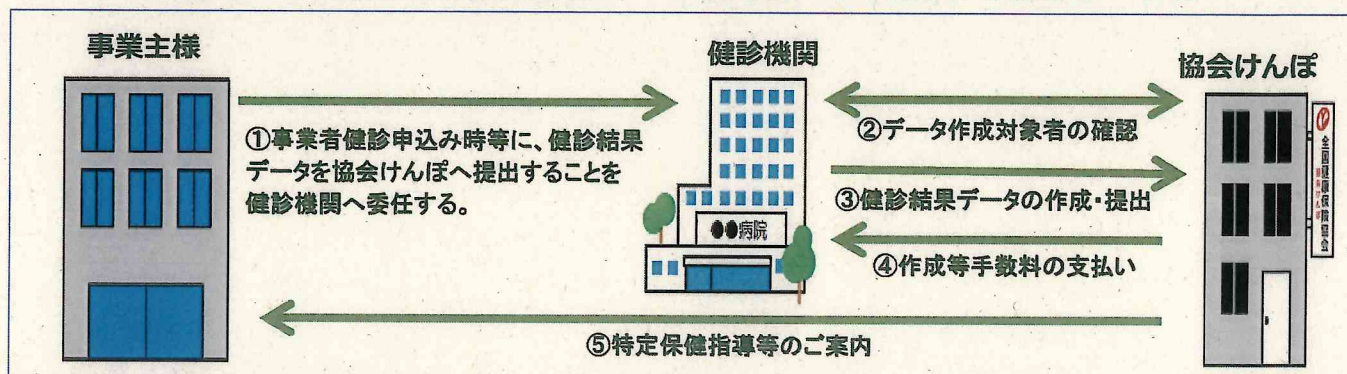 事業主様
健診機関
協会けんぽ
①事業者健診申込み時等に、健診結果
データを協会けんぽへ提出することを
健診機関へ委任する。
②データ作成対象者の確認
③健診結果データの作成・提出
④作成等手数料の支払い
⑤特定保健指導等のご案内
●●病院
全国健康保険協会
協会けんぽ